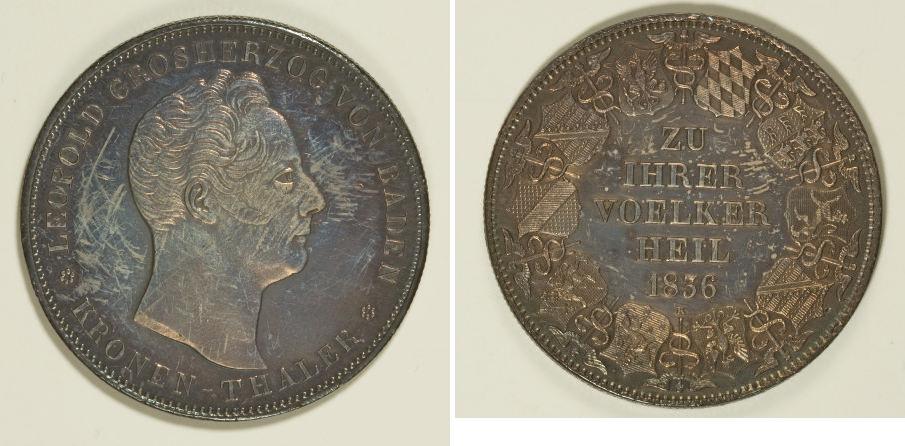 LEOPOLD GROSHERZOG VON BADEN
KRONEN - THALER
ZU
IHRER
VOELKER
HEIL
1836
K